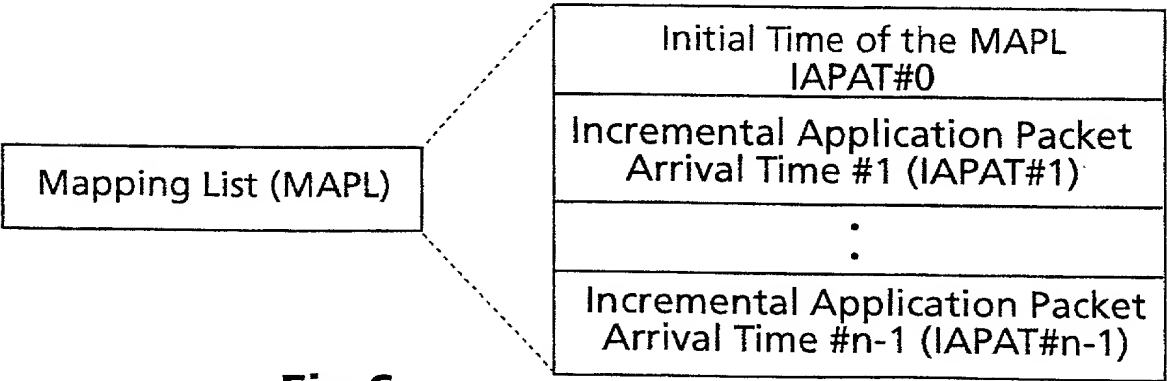 Initial Time of the MAPL
IAPAT#0
Incremental Application Packet
Arrival Time #1 (IAPAT#1)
Mapping List (MAPL)
Incremental Application Packet
Arrival Time #n-1 (IAPAT#n-1)